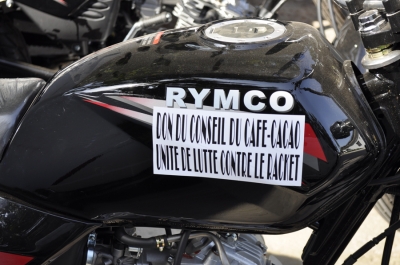 RYMCO
DON DU CONSEIL DU CAFE-CACAO
UNITE DE LUTTE CONTRE LE RACKET